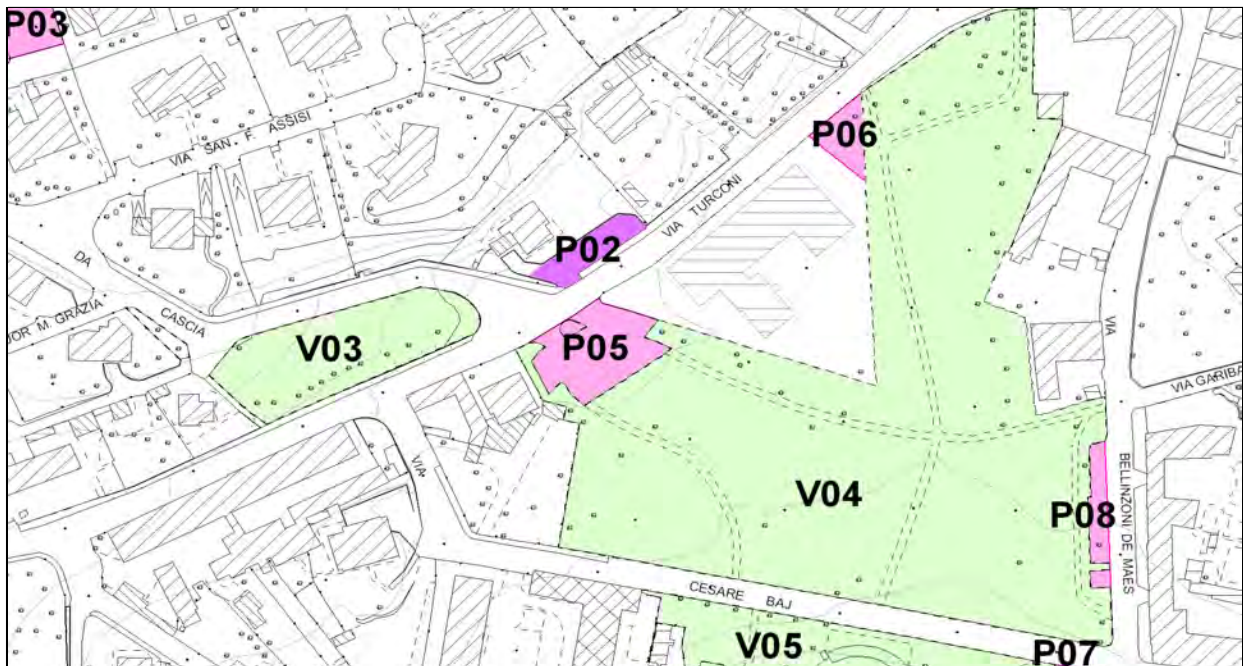 P03
VIA SAN F. ASSISI
P06
VIA TURCONI
P02
DA
CASCIA
JOR M. GRAZIA
V03
P05
VIA
VIA GARIBA
VIA
BELLINZONI DE MAES
V04
P08
CESARE BAJ
V05
P07